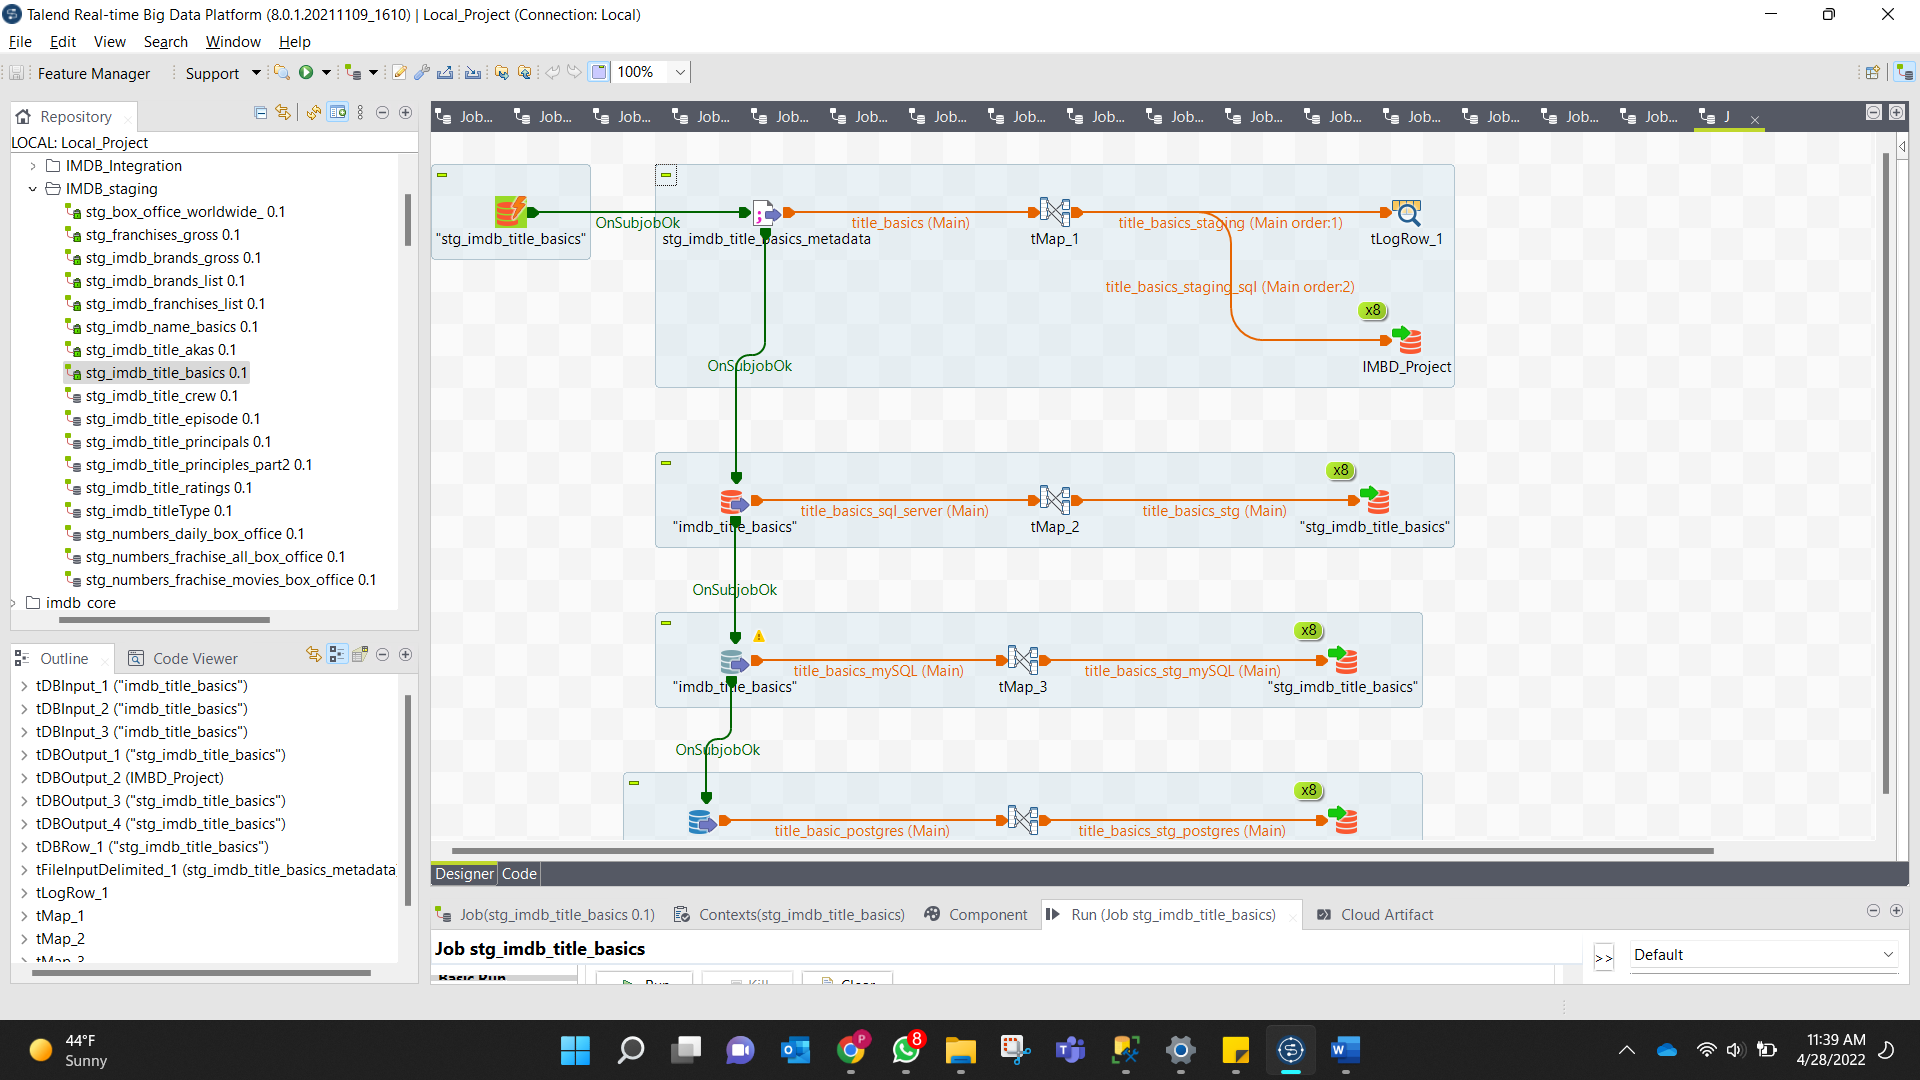 Talend Real-time Big Data Platform (8.0.1.20211109_1610) | Local_Project (Connection: Local)
File Edit View Search Window Help
Feature Manager Support 100%
Repository
LOCAL: Local_Project
IMDB_Integration
IMDB_staging
stg_box_office_worldwide_ 0.1
stg_franchises_gross 0.1
stg_imdb_brands_gross 0.1
stg_imdb_brands_list 0.1
stg_imdb_franchises_list 0.1
stg_imdb_name_basics 0.1
stg_imdb_title_akas 0.1
stg_imdb_title_basics 0.1
stg_imdb_title_crew 0.1
stg_imdb_title_episode 0.1
stg_imdb_title_principals 0.1
stg_imdb_title_principles_part2 0.1
stg_imdb_title_ratings 0.1
stg_imdb_titleType 0.1
stg_numbers_daily_box_office 0.1
stg_numbers_frachise_all_box_office 0.1
stg_numbers_frachise_movies_box_office 0.1
imdb core
Outline Code Viewer
tDBInput_1 ("imdb_title_basics")
tDBInput_2 ("imdb_title_basics")
tDBInput_3 ("imdb_title_basics")
tDBOutput_1 ("stg_imdb_title_basics")
tDBOutput_2 (IMBD_Project)
tDBOutput_3 ("stg_imdb_title_basics")
tDBOutput_4 ("stg_imdb_title_basics")
tDBRow_1 ("stg_imdb_title_basics")
tFileInputDelimited_1 (stg_imdb_title_basics_metadata
tLogRow_1
tMap_1
tMap_2
tMap_3
Job... Job... Job... Job... Job... Job... Job... Job... Job... Job... Job... Job... Job... Job... Job... Job... J
OnSubjobOk title_basics (Main) title_basics_staging (Main order:1)
"stg_imdb_title_basics" stg_imdb_title_basics_metadata tMap_1 tLogRow_1
title_basics_staging_sql (Main order:2)
x8
OnSubjobOk IMBD_Project
x8
title_basics_sql_server (Main) title_basics_stg (Main)
"imdb_title_basics" tMap_2 "stg_imdb_title_basics"
OnSubjobOk
x8
title_basics_mySQL (Main) title_basics_stg_mySQL (Main)
"imdb_title_basics" tMap_3 "stg_imdb_title_basics"
OnSubjobOk
x8
title_basic_postgres (Main) title_basics_stg_postgres (Main)
Designer Code
Job(stg_imdb_title_basics 0.1) Contexts(stg_imdb_title_basics) Component Run (Job stg_imdb_title_basics) Cloud Artifact
Job stg_imdb_title_basics
>> Default
Basic Run Run Kill Clear
44°F
Sunny
P
8
11:39 AM
4/28/2022